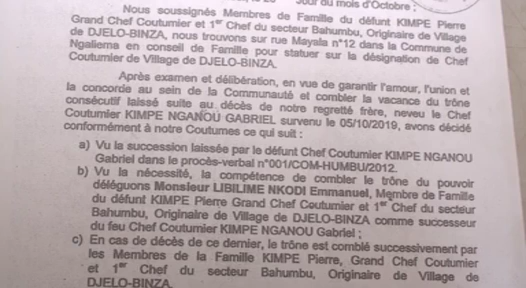 Jour du mois d'Octobre ;
Nous soussignés Membres de Famille du défunt KIMPE Pierre
Grand Chef Coutumier et 1er Chef du secteur Bahumbu, Originaire de Village
de DJELO-BINZA, nous trouvons sur rue Mayala n°12 dans la Commune de
Ngaliema en conseil de Famille pour statuer sur la désignation de Chef
Coutumier de Village de DJELO-BINZA.
Après examen et délibération, en vue de garantir l'amour, l'union et
la concorde au sein de la Communauté et combler la vacance du trône
consécutif laissé suite au décès de notre regretté frère, neveu le Chef
Coutumier KIMPE NGANOU GABRIEL survenu le 05/10/2019, avons décidé
conformément à notre Coutumes ce qui suit :
a) Vu la succession laissée par le défunt Chef Coutumier KIMPE NGANOU
Gabriel dans le procès-verbal n°001/COM-HUMBU/2012.
b) Vu la nécessité, la compétence de combler le trône du pouvoir
déléguons Monsieur LIBILIME NKODI Emmanuel, Membre de Famille
du défunt KIMPE Pierre Grand Chef Coutumier et 1er Chef du secteur
Bahumbu, Originaire de Village de DJELO-BINZA comme successeur
du feu Chef Coutumier KIMPE NGANOU Gabriel ;
c) En cas de décès de ce dernier, le trône est comblé successivement par
les Membres de la Famille KIMPE Pierre, Grand Chef Coutumier
et 1er Chef du secteur Bahumbu, Originaire de Village de
DJELO-BINZA.